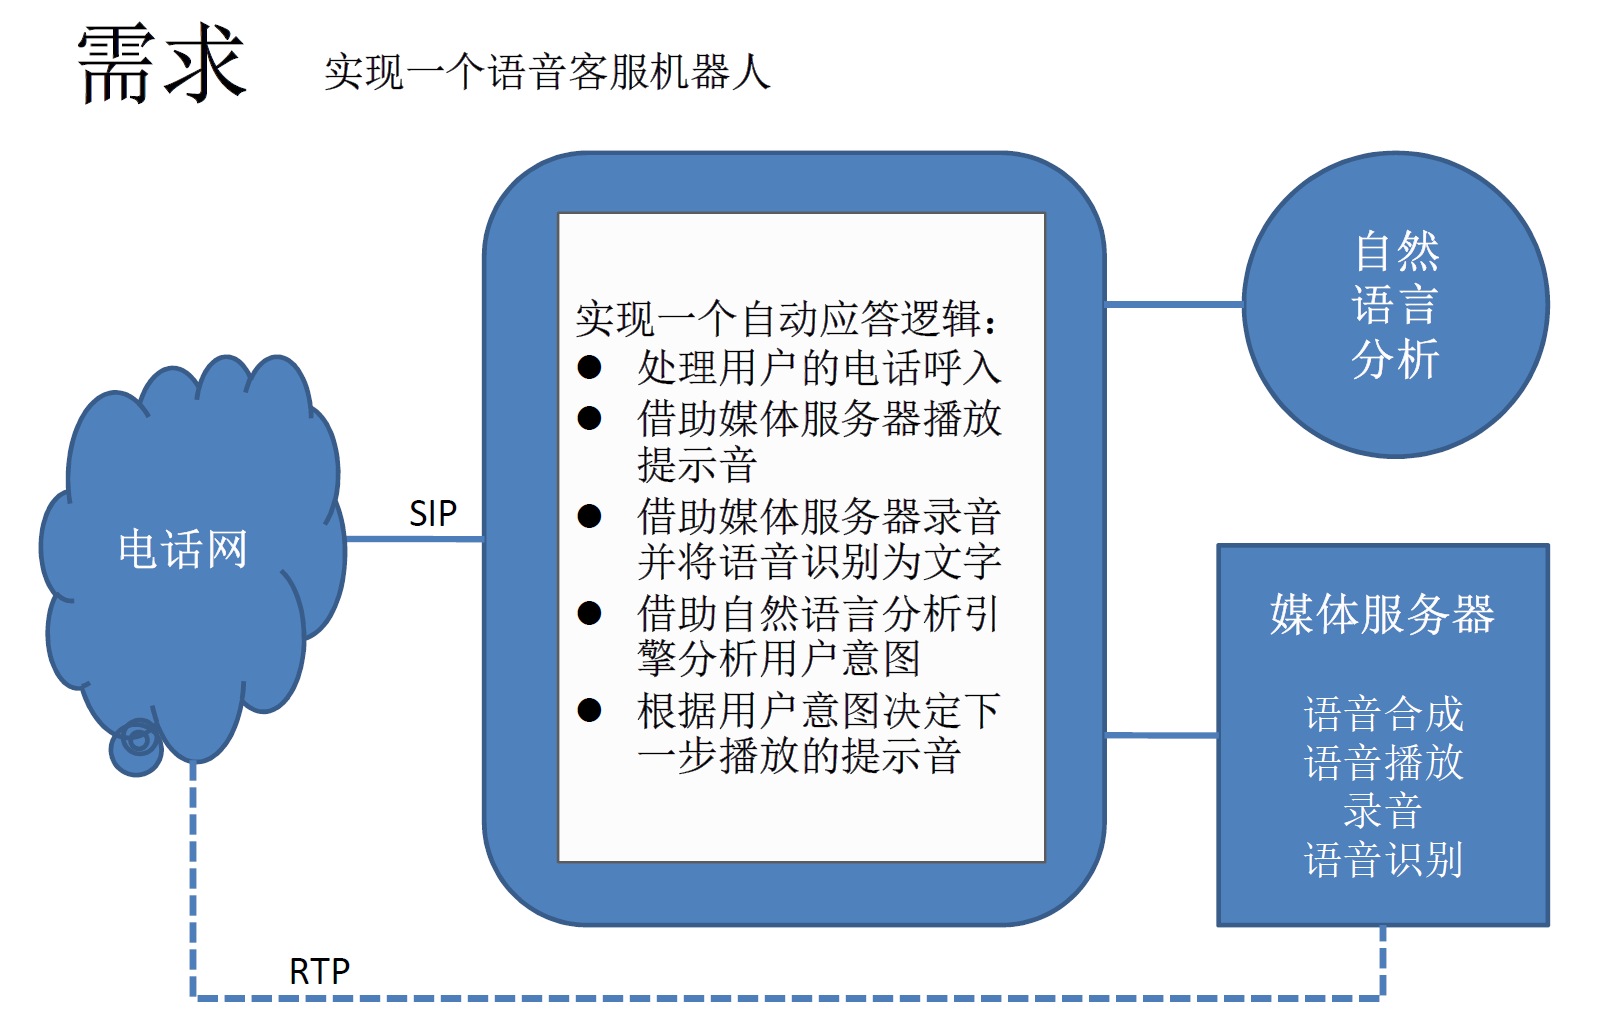 需求
实现一个语音客服机器人
实现一个自动应答逻辑：
● 处理用户的电话呼入
● 借助媒体服务器播放
提示音
● 借助媒体服务器录音
并将语音识别为文字
● 借助自然语言分析引
擎分析用户意图
● 根据用户意图决定下
一步播放的提示音
自然
语言
分析
电话网
SIP
媒体服务器
语音合成
语音播放
录音
语音识别
RTP